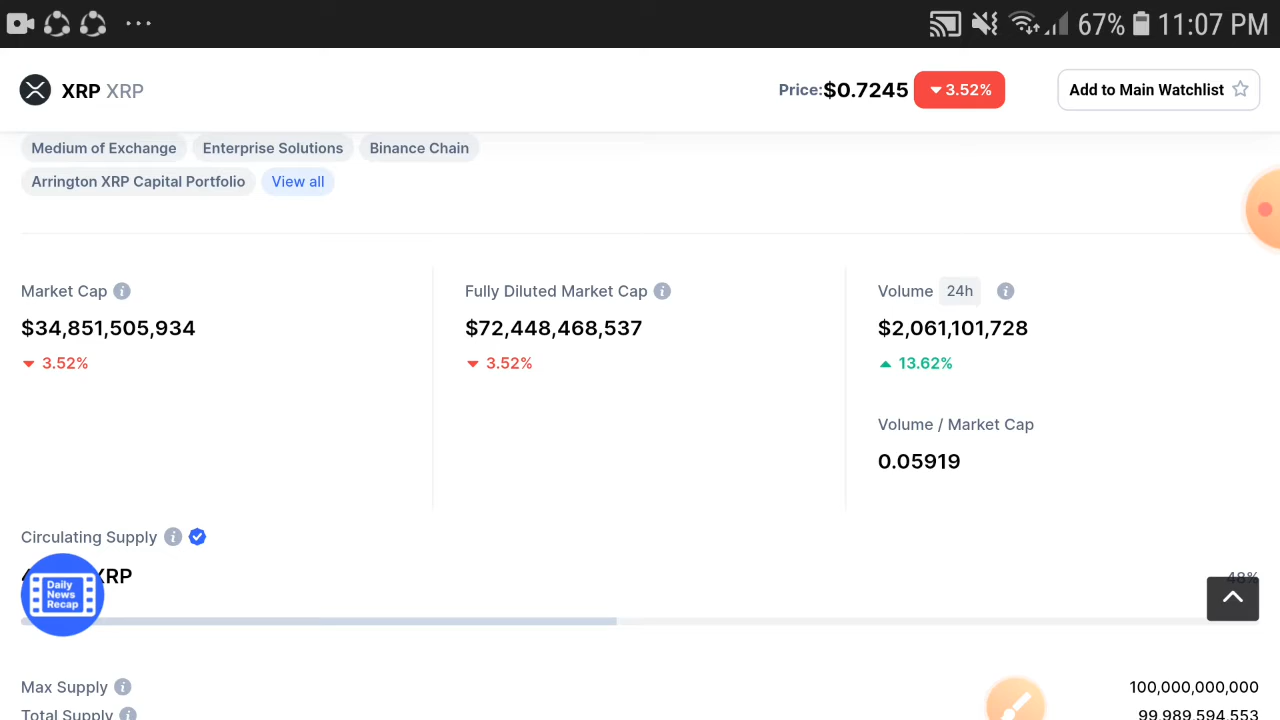 67% 11:07 PM
XRP XRP
Price:$0.7245 3.52% Add to Main Watchlist
Medium of Exchange Enterprise Solutions Binance Chain
Arrington XRP Capital Portfolio View all
Market Cap Fully Diluted Market Cap Volume 24h
$34,851,505,934 $72,448,468,537 $2,061,101,728
3.52% 3.52% 13.62%
Volume / Market Cap
0.05919
Circulating Supply
XRP 48%
Daily
News
Recap
Max Supply 100,000,000,000
Total Supply 99,989,594,553